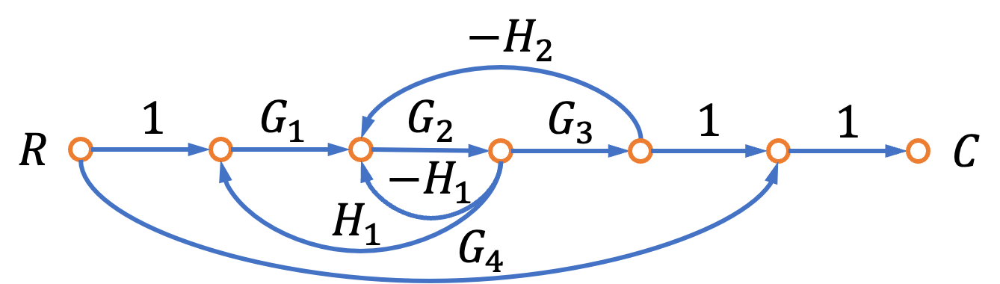 −H₂
1 G₁ G₂ G₃ 1 1
R C
−H₁
H₁
G₄